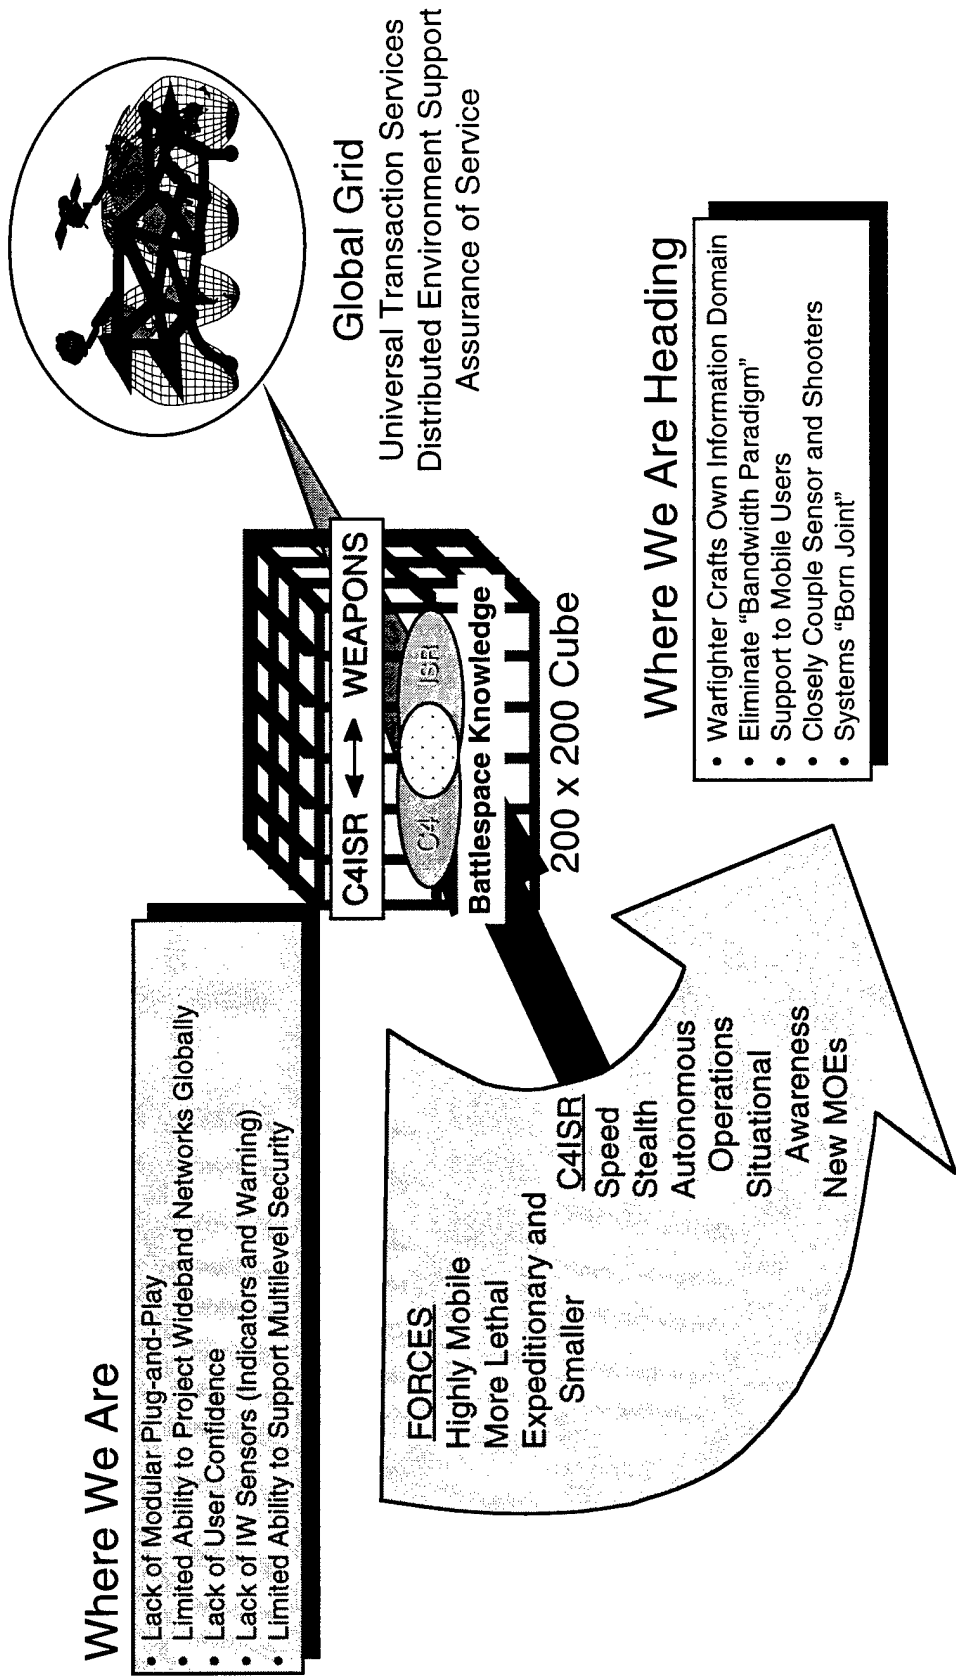 Where We Are
• Lack of Modular Plug-and-Play
• Limited Ability to Project Wideband Networks Globally
• Lack of User Confidence
• Lack of IW Sensors (Indicators and Warning)
• Limited Ability to Support Multilevel Security
Global Grid
Universal Transaction Services
Distributed Environment Support
Assurance of Service
C4ISR WEAPONS
C4 ISR
Battlespace Knowledge
200 x 200 Cube
FORCES
Highly Mobile
More Lethal
Expeditionary and
Smaller
C4ISR
Speed
Stealth
Autonomous
Operations
Situational
Awareness
New MOEs
Where We Are Heading
• Warfighter Crafts Own Information Domain
• Eliminate “Bandwidth Paradigm”
• Support to Mobile Users
• Closely Couple Sensor and Shooters
• Systems “Born Joint”